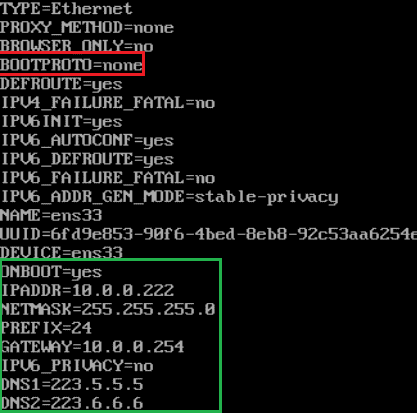 TYPE=Ethernet
PROXY_METHOD=none
BROWSER_ONLY=no
BOOTPROTO=none
DEFROUTE=yes
IPV4_FAILURE_FATAL=no
IPV6INIT=yes
IPV6_AUTOCONF=yes
IPV6_DEFROUTE=yes
IPV6_FAILURE_FATAL=no
IPV6_ADDR_GEN_MODE=stable-privacy
NAME=ens33
UUID=6fd9e853-90f6-4bed-8eb8-92c53aa6254e
DEVICE=ens33
ONBOOT=yes
IPADDR=10.0.0.222
NETMASK=255.255.255.0
PREFIX=24
GATEWAY=10.0.0.254
IPV6_PRIVACY=no
DNS1=223.5.5.5
DNS2=223.6.6.6